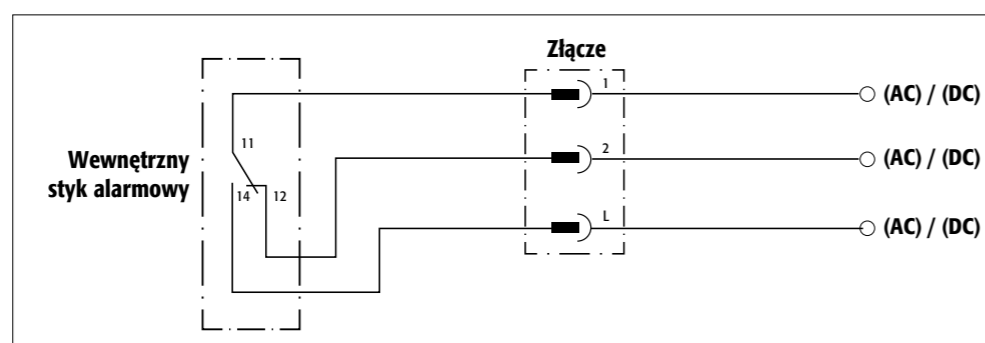 Złącze
1
(AC) / (DC)
11
2
(AC) / (DC)
Wewnętrzny
styk alarmowy
14
12
L
(AC) / (DC)